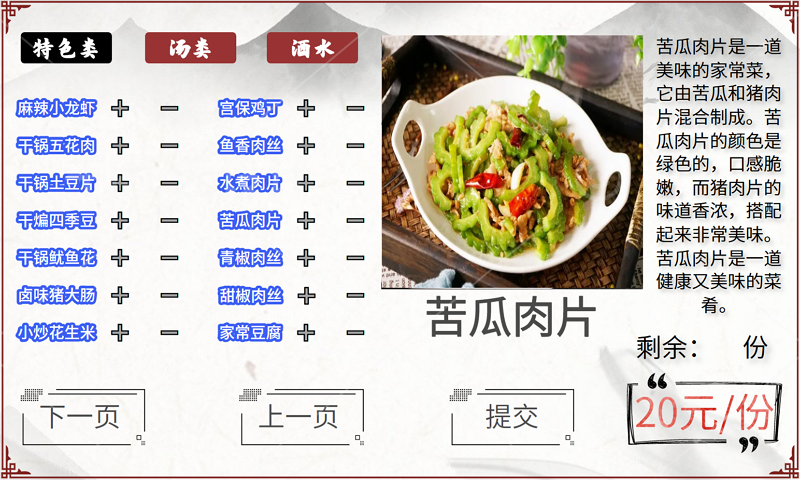 特色类
汤类
酒水
麻辣小龙虾
宫保鸡丁
干锅五花肉
鱼香肉丝
干锅土豆片
水煮肉片
干煸四季豆
苦瓜肉片
干锅鱿鱼花
青椒肉丝
卤味猪大肠
甜椒肉丝
小炒花生米
家常豆腐
苦瓜肉片是一道
美味的家常菜，
它由苦瓜和猪肉
片混合制成。苦
瓜肉片的颜色是
绿色的，口感脆
嫩，而猪肉片的
味道香浓，搭配
起来非常美味。
苦瓜肉片是一道
健康又美味的菜
肴。
苦瓜肉片
剩余： 份
20元/份
下一页
上一页
提交